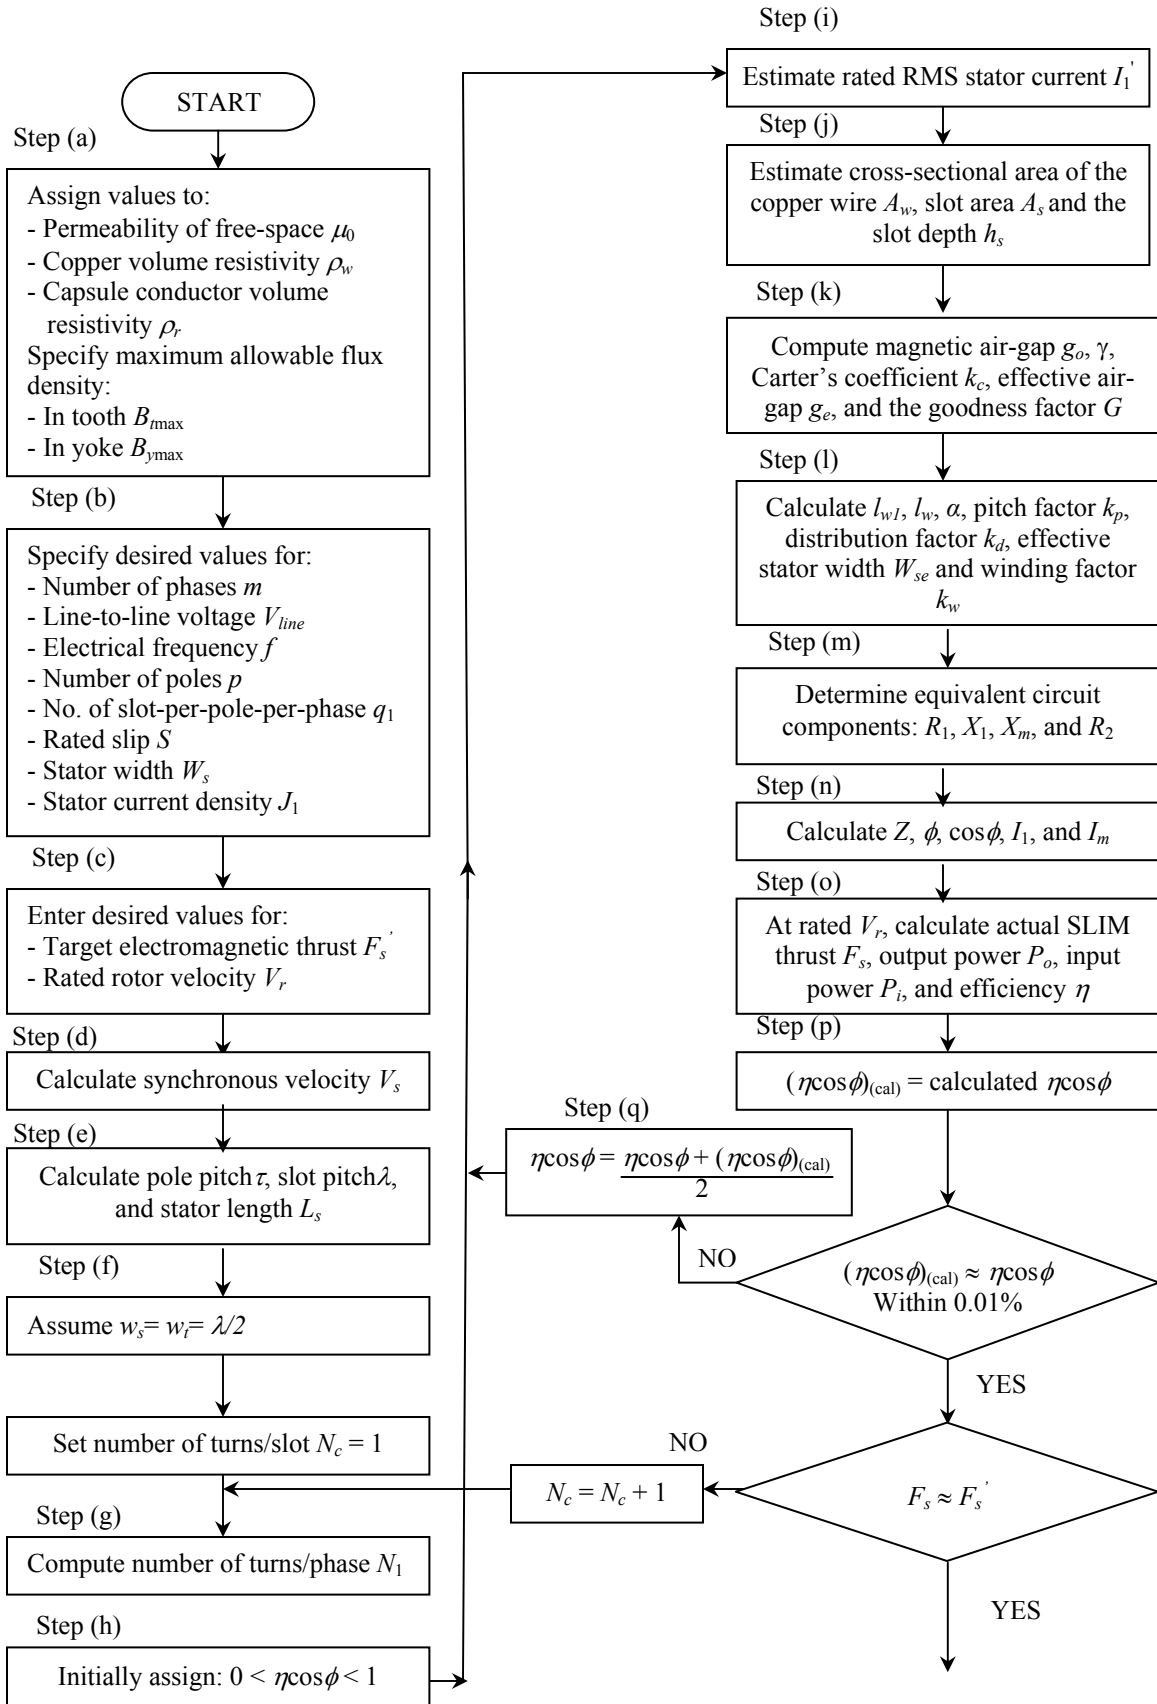 START
Step (a)
Assign values to:
- Permeability of free-space μ₀
- Copper volume resistivity ρw
- Capsule conductor volume
resistivity ρr
Specify maximum allowable flux
density:
- In tooth Btmax
- In yoke Bymax
Step (b)
Specify desired values for:
- Number of phases m
- Line-to-line voltage Vline
- Electrical frequency f
- Number of poles p
- No. of slot-per-pole-per-phase q₁
- Rated slip S
- Stator width Ws
- Stator current density J₁
Step (c)
Enter desired values for:
- Target electromagnetic thrust Fs'
- Rated rotor velocity Vr
Step (d)
Calculate synchronous velocity Vs
Step (e)
Calculate pole pitch τ, slot pitch λ,
and stator length Ls
Step (f)
Assume ws= wt= λ/2
Set number of turns/slot Nc = 1
Step (g)
Compute number of turns/phase N₁
Step (h)
Initially assign: 0 < ηcosϕ < 1
Step (i)
Estimate rated RMS stator current I₁'
Step (j)
Estimate cross-sectional area of the
copper wire Aw, slot area As and the
slot depth hs
Step (k)
Compute magnetic air-gap go, γ,
Carter's coefficient kc, effective air-
gap ge, and the goodness factor G
Step (l)
Calculate lw1, lw, α, pitch factor kp,
distribution factor kd, effective
stator width Wse and winding factor
kw
Step (m)
Determine equivalent circuit
components: R₁, X₁, Xm, and R₂
Step (n)
Calculate Z, ϕ, cosϕ, I₁, and Im
Step (o)
At rated Vr, calculate actual SLIM
thrust Fs, output power Po, input
power Pi, and efficiency η
Step (p)
(ηcosϕ)(cal) = calculated ηcosϕ
Step (q)
ηcosϕ = ηcosϕ + (ηcosϕ)(cal)
2
NO
(ηcosϕ)(cal) ≈ ηcosϕ
Within 0.01%
YES
NO
Nc = Nc + 1
Fs ≈ Fs'
YES